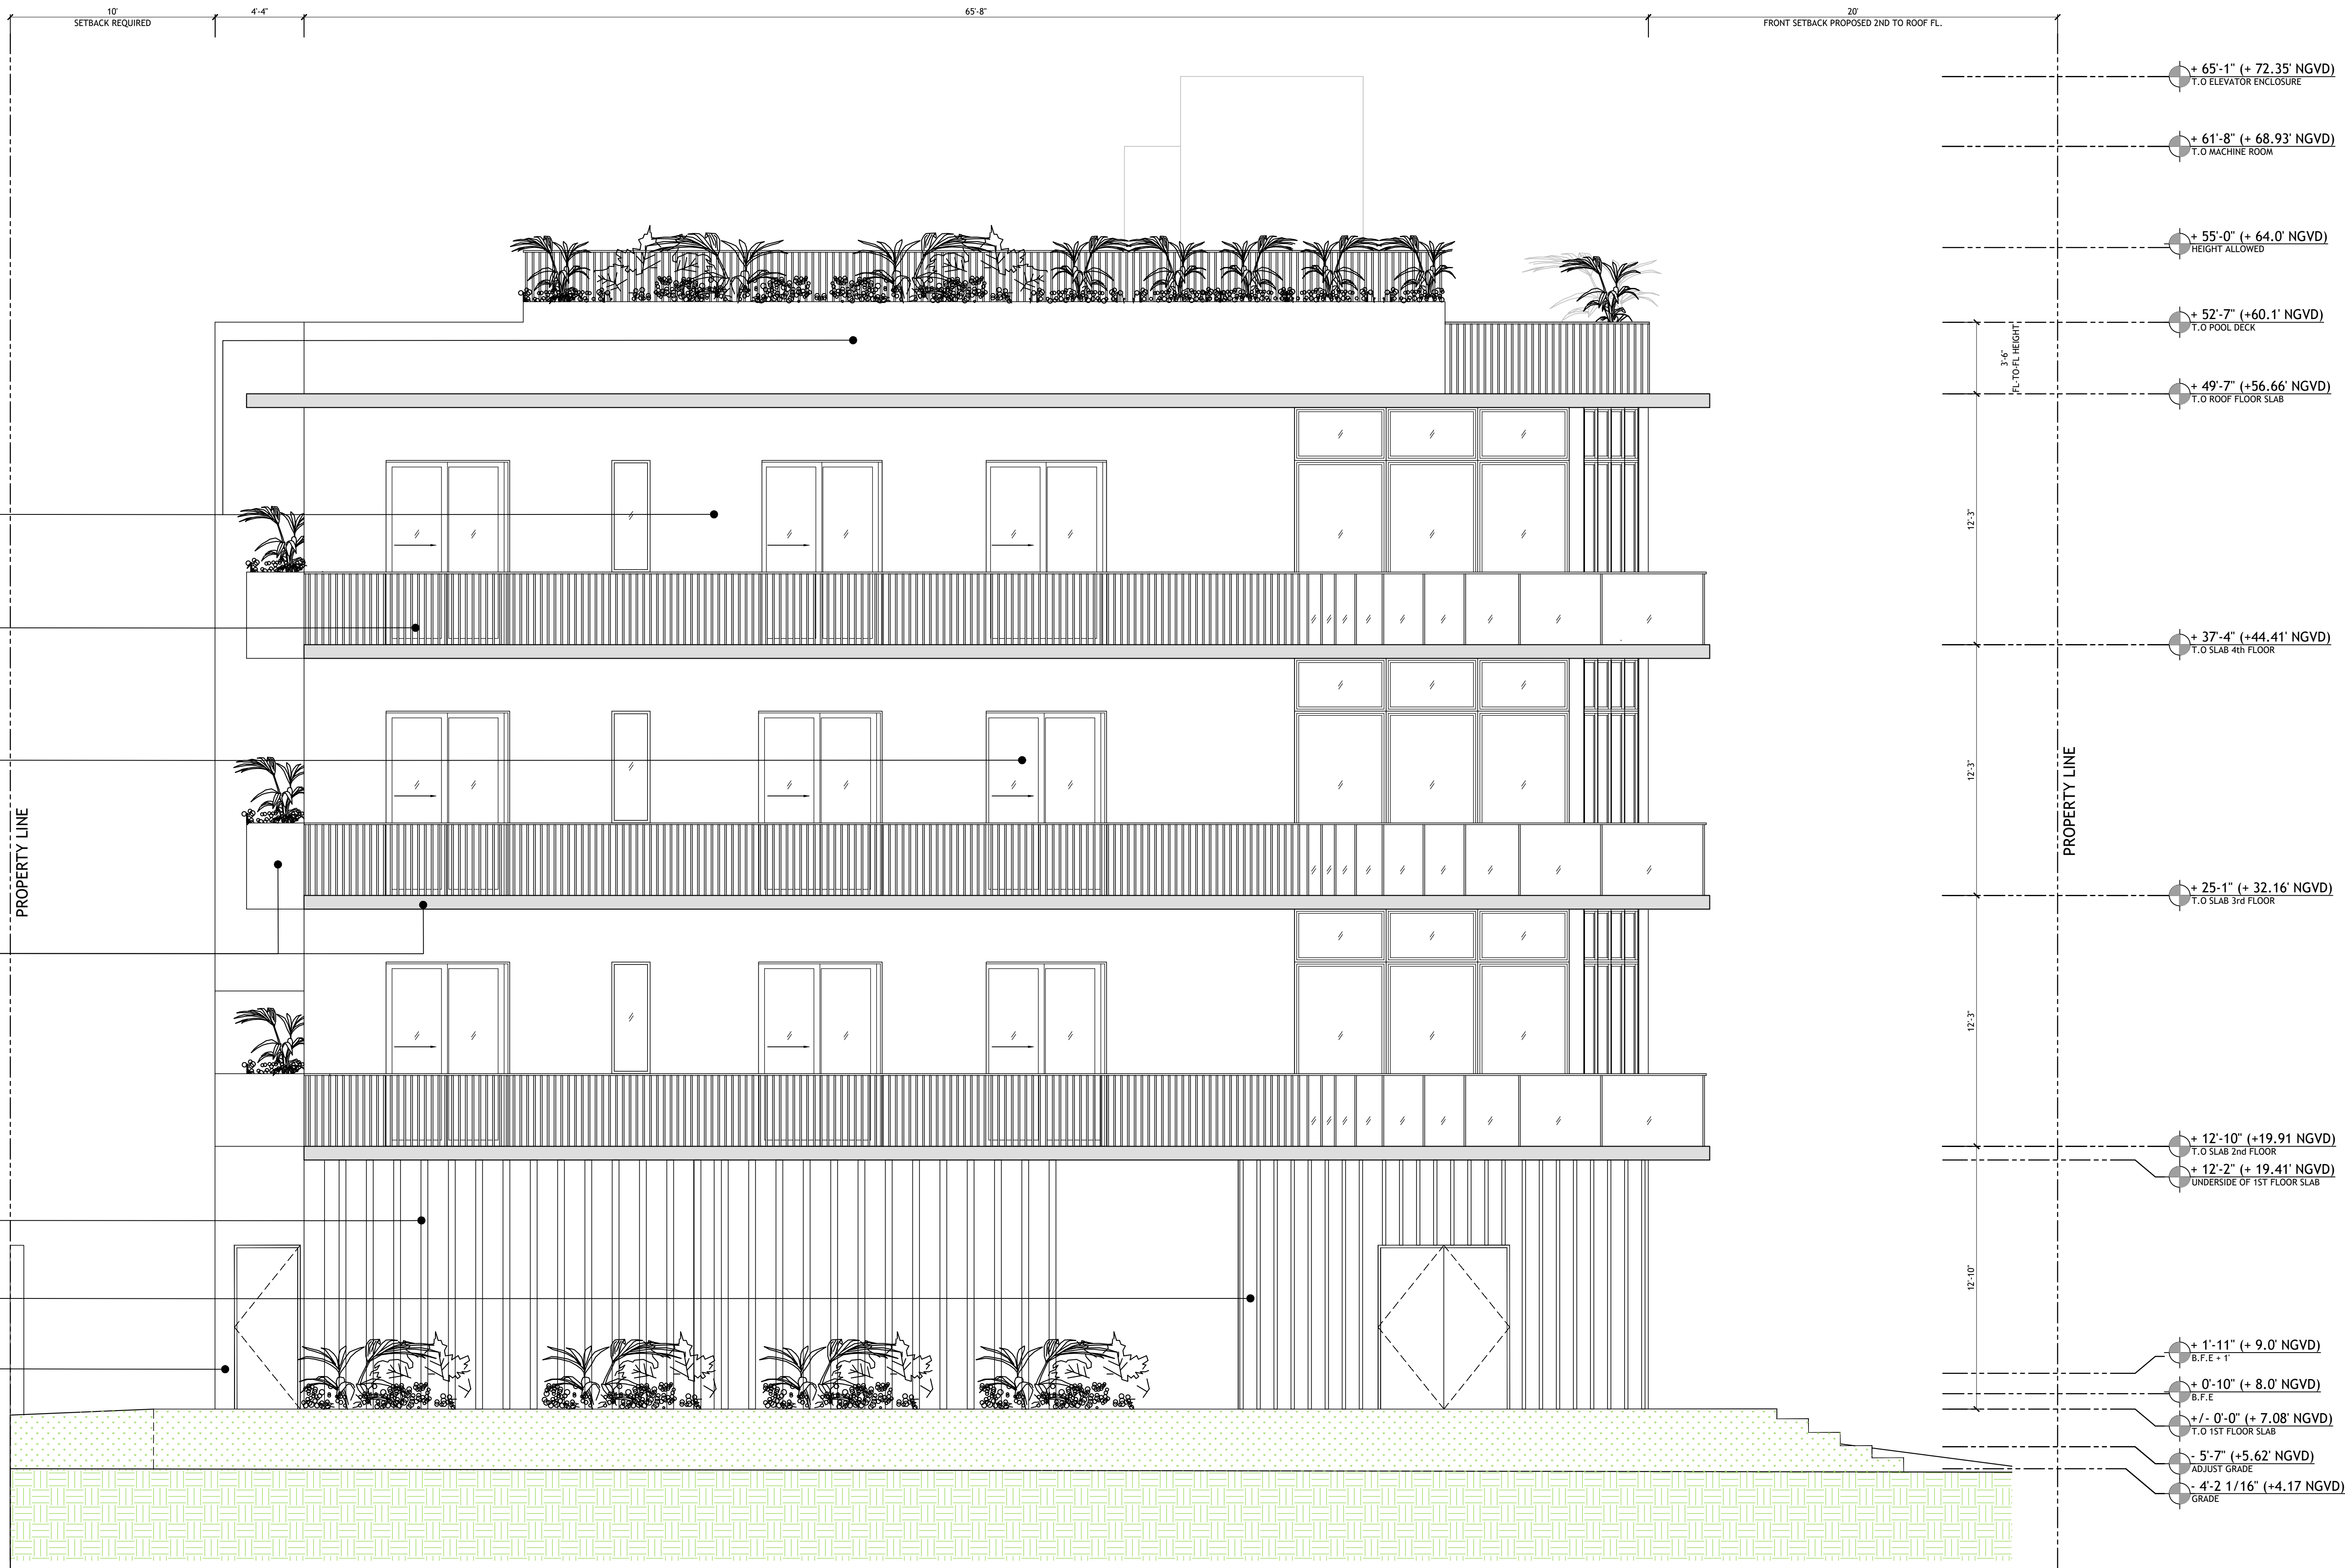 10'
SETBACK REQUIRED
4'-4"
65'-8"
20'
FRONT SETBACK PROPOSED 2ND TO ROOF FL.
+ 65'-1" (+ 72.35' NGVD)
T.O ELEVATOR ENCLOSURE
+ 61'-8" (+ 68.93' NGVD)
T.O MACHINE ROOM
+ 55'-0" (+ 64.0' NGVD)
HEIGHT ALLOWED
+ 52'-7" (+60.1' NGVD)
T.O POOL DECK
3'-6"
FL-TO-FL HEIGHT
+ 49'-7" (+56.66' NGVD)
T.O ROOF FLOOR SLAB
12'-3"
+ 37'-4" (+44.41' NGVD)
T.O SLAB 4th FLOOR
12'-3"
PROPERTY LINE
PROPERTY LINE
+ 25-1" (+ 32.16' NGVD)
T.O SLAB 3rd FLOOR
12'-3"
+ 12'-10" (+19.91 NGVD)
T.O SLAB 2nd FLOOR
+ 12'-2" (+ 19.41' NGVD)
UNDERSIDE OF 1ST FLOOR SLAB
12'-10"
+ 1'-11" (+ 9.0' NGVD)
B.F.E + 1'
+ 0'-10" (+ 8.0' NGVD)
B.F.E
+/- 0'-0" (+ 7.08' NGVD)
T.O 1ST FLOOR SLAB
- 5'-7" (+5.62' NGVD)
ADJUST GRADE
- 4'-2 1/16" (+4.17 NGVD)
GRADE